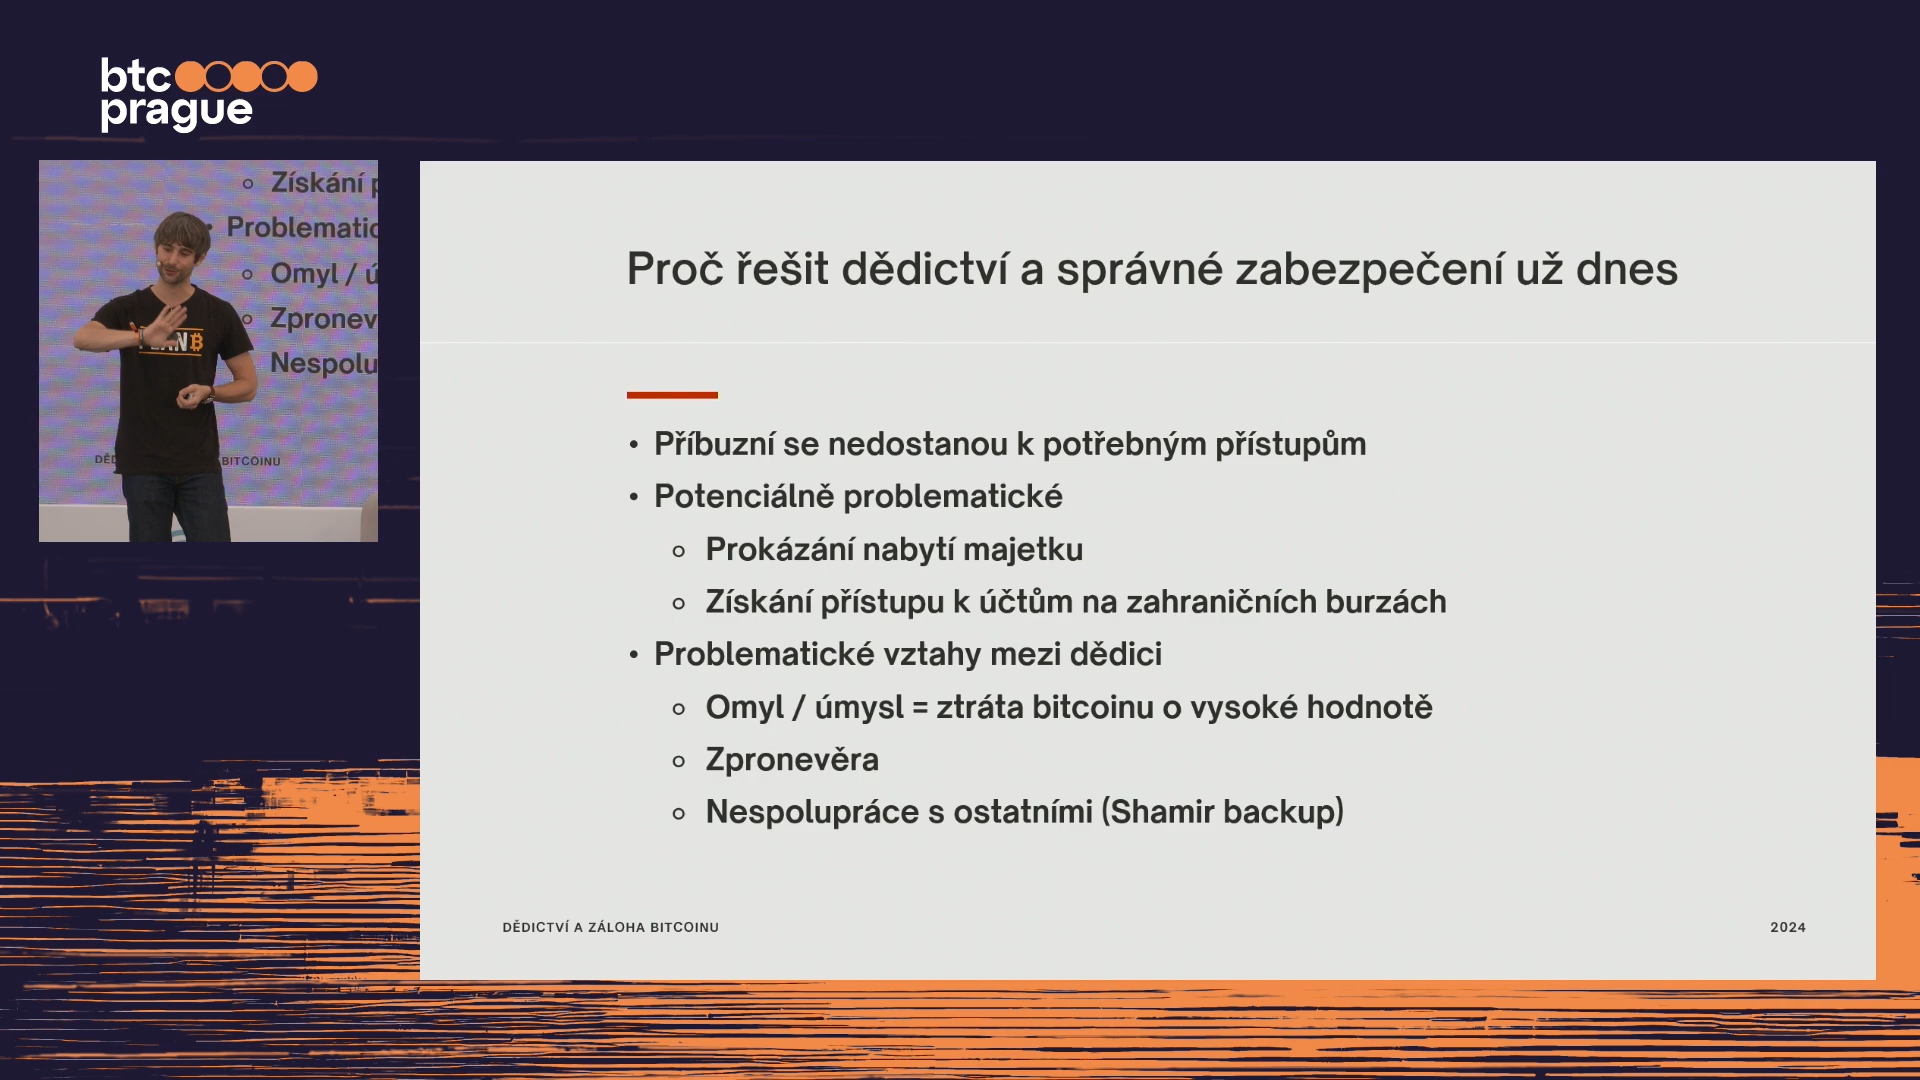 btc
prague
Získání
Problematic
Omyl / ú
Zpronev
Nespolu
BITCOINU
Proč řešit dědictví a správné zabezpečení už dnes
• Příbuzní se nedostanou k potřebným přístupům
• Potenciálně problematické
Prokázání nabytí majetku
Získání přístupu k účtům na zahraničních burzách
• Problematické vztahy mezi dědici
Omyl / úmysl = ztráta bitcoinu o vysoké hodnotě
Zpronevěra
Nespolupráce s ostatními (Shamir backup)
DĚDICTVÍ A ZÁLOHA BITCOINU
2024